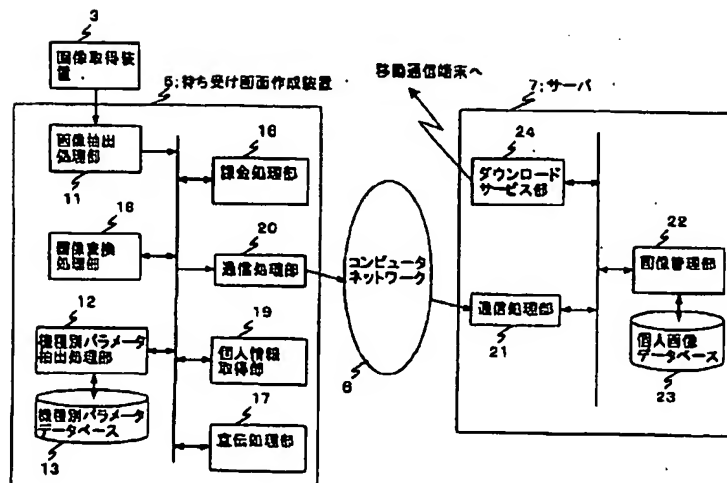 3
画像取得装
置
5:待ち受け画面作成装置
移動通信端末へ
7:サーバ
画像抽出
処理部
11
16
課金処理部
24
ダウンロード
サービス部
18
画像変換
処理部
20
通信処理部
コンピュータ
ネットワーク
22
画像管理部
12
機種別パラメータ
抽出処理部
19
個人情報
取得部
通信処理部
21
個人画像
データベース
23
6
機種別パラメータ
データベース
13
17
宣伝処理部